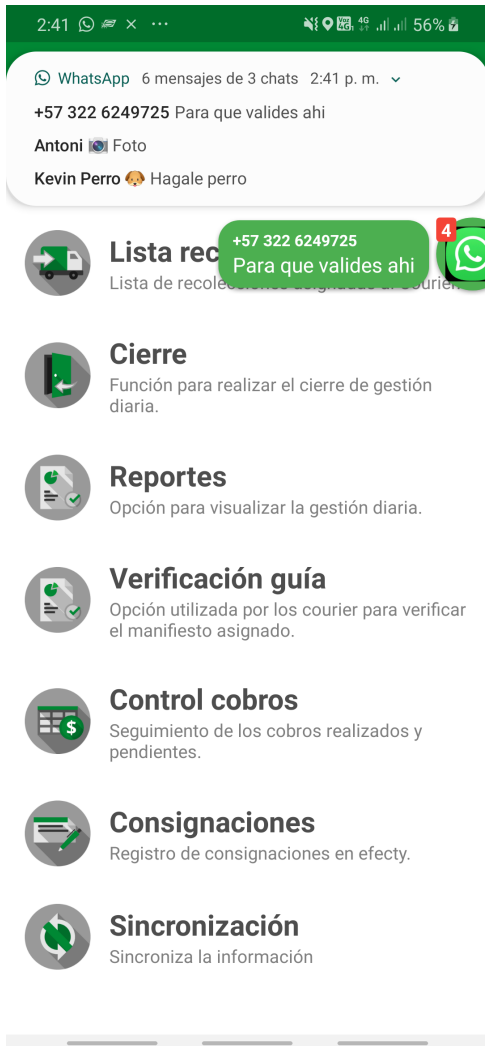 2:41
56%
WhatsApp 6 mensajes de 3 chats 2:41 p. m.
+57 322 6249725 Para que valides ahi
Antoni 📷 Foto
Kevin Perro 🐶 Hagale perro
4
+57 322 6249725
Para que valides ahi
Lista rec
Lista de
Cierre
Función para realizar el cierre de gestión
diaria.
Reportes
Opción para visualizar la gestión diaria.
Verificación guía
Opción utilizada por los courier para verificar
el manifiesto asignado.
Control cobros
Seguimiento de los cobros realizados y
pendientes.
Consignaciones
Registro de consignaciones en efecty.
Sincronización
Sincroniza la información